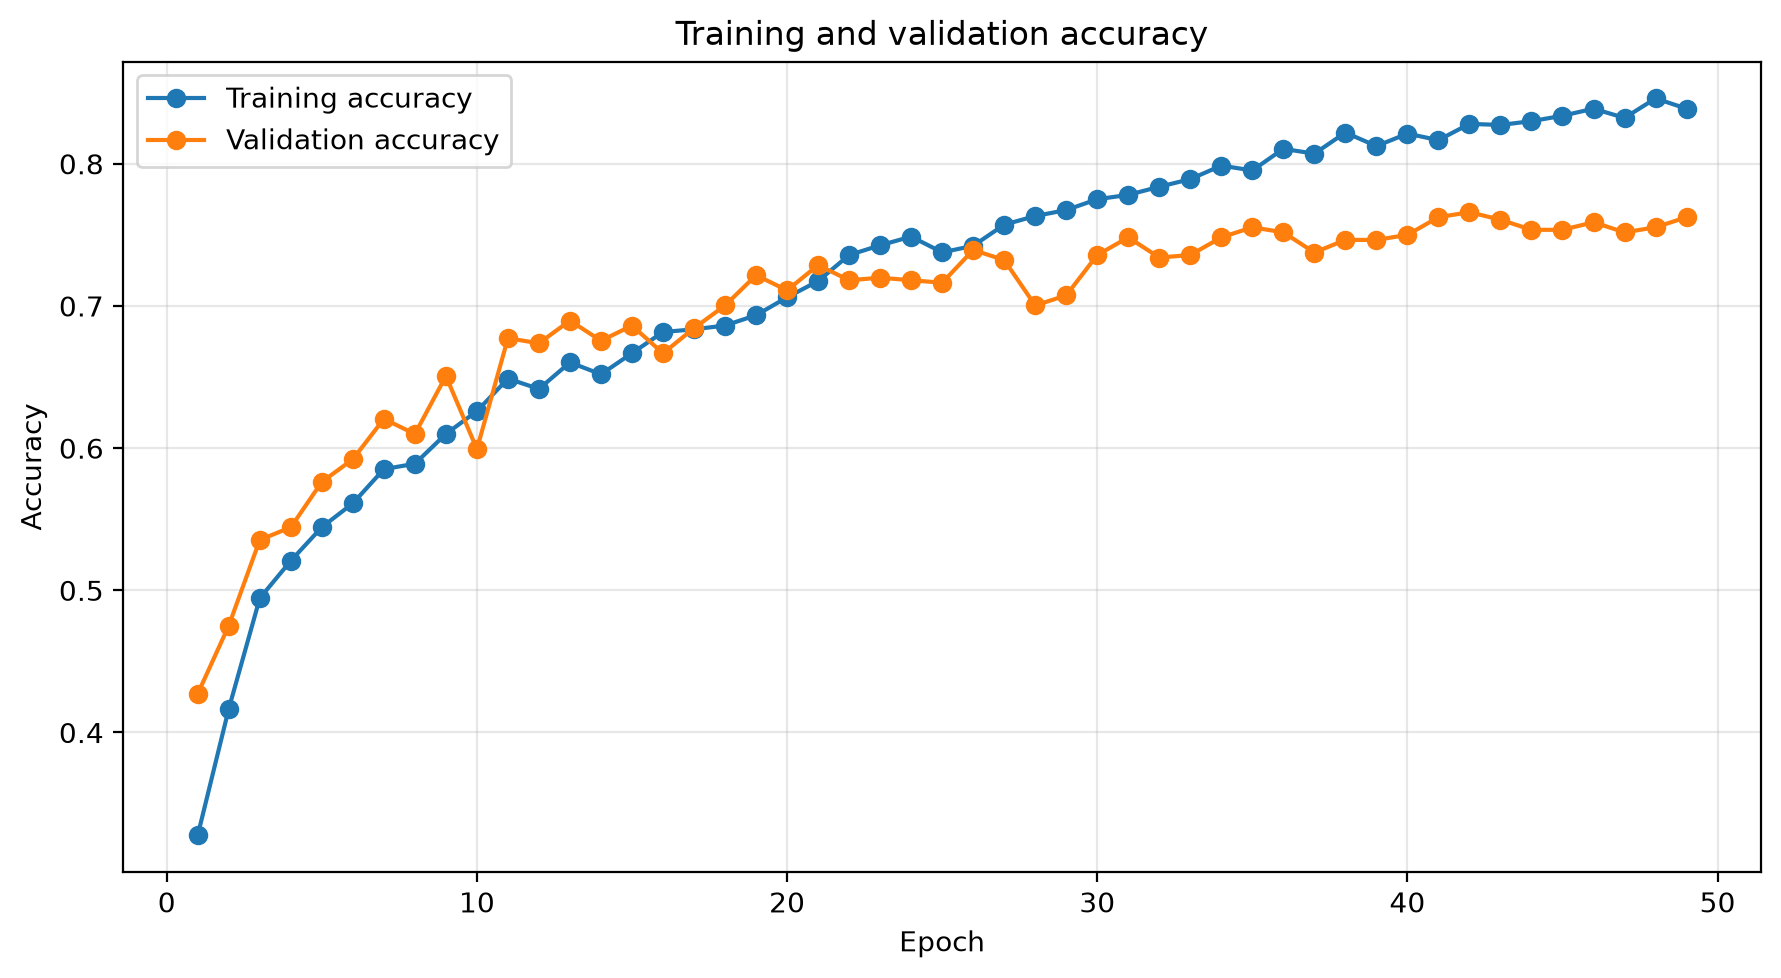 Training and validation accuracy
Training accuracy
Validation accuracy
0.8
0.7
0.6
0.5
0.4
Accuracy
0 10 20 30 40 50
Epoch